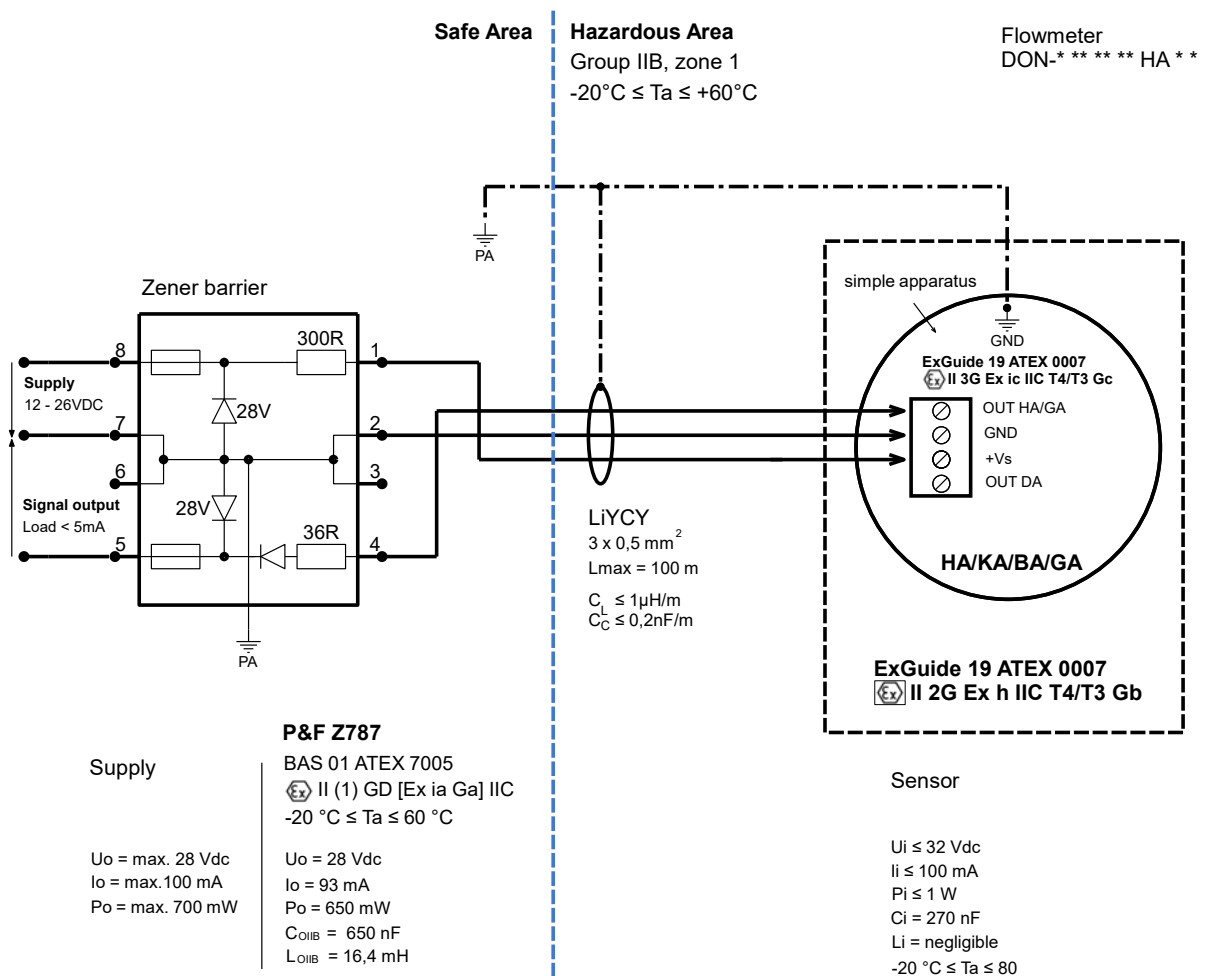 Safe Area
Hazardous Area
Group IIB, zone 1
-20°C ≤ Ta ≤ +60°C
Flowmeter
DON-* ** ** ** HA * *
PA
Zener barrier
8
300R
1
Supply
12 - 26VDC
28V
7
2
6
3
Signal output
Load < 5mA
28V
36R
5
4
PA
LiYCY
3 x 0,5 mm²
Lmax = 100 m
C_L ≤ 1µH/m
C_C ≤ 0,2nF/m
simple apparatus
GND
ExGuide 19 ATEX 0007
Ex II 3G Ex ic IIC T4/T3 Gc
OUT HA/GA
GND
+Vs
OUT DA
HA/KA/BA/GA
ExGuide 19 ATEX 0007
Ex II 2G Ex h IIC T4/T3 Gb
Supply
Uo = max. 28 Vdc
Io = max.100 mA
Po = max. 700 mW
P&F Z787
BAS 01 ATEX 7005
Ex II (1) GD [Ex ia Ga] IIC
-20 °C ≤ Ta ≤ 60 °C
Uo = 28 Vdc
Io = 93 mA
Po = 650 mW
C_OIIB = 650 nF
L_OIIB = 16,4 mH
Sensor
Ui ≤ 32 Vdc
Ii ≤ 100 mA
Pi ≤ 1 W
Ci = 270 nF
Li = negligible
-20 °C ≤ Ta ≤ 80